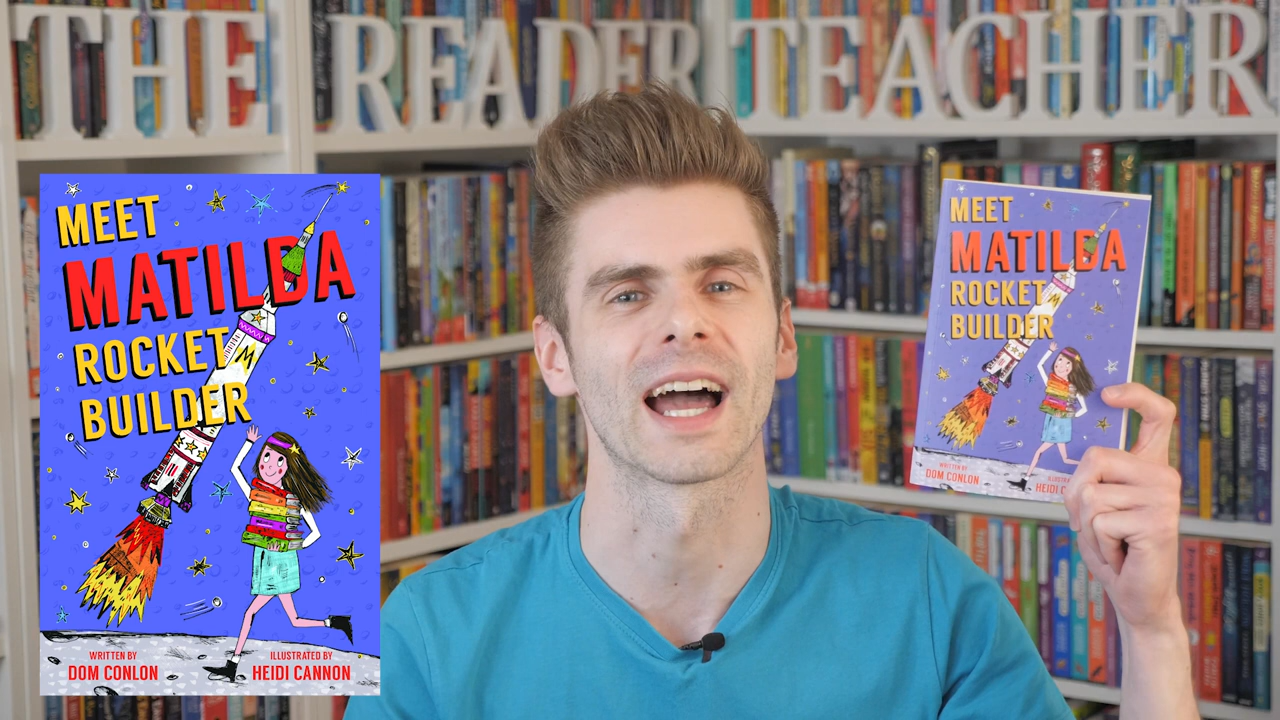 THE READER TEACHER
MEET
MATILDA
ROCKET
BUILDER
WRITTEN BY
DOM CONLON
ILLUSTRATED BY
HEIDI CANNON
MEET
MATILDA
ROCKET
BUILDER
WRITTEN BY
DOM CONLON
HEIDI